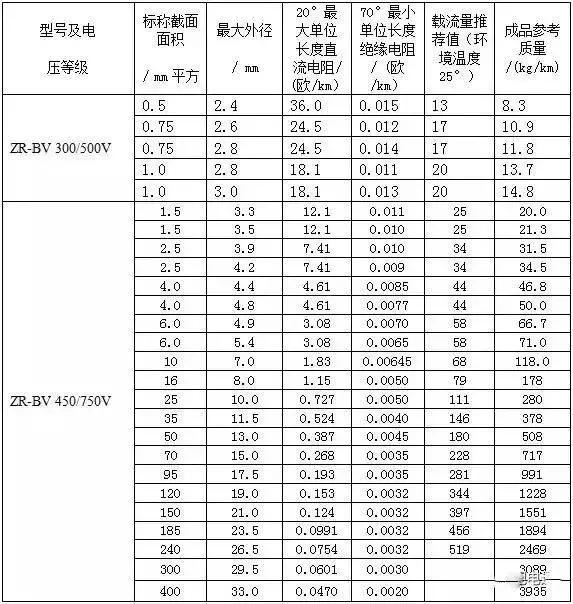 型号及电 标称截面 最大外径 20°最 70°最小 载流量推 成品参考
压等级 面积 / mm 大单位 单位长度 荐值（环 质量
/ mm 平方 长度直 绝缘电阻 境温度 /(kg/km)
流电阻/ /（欧 25°）
(欧/km) /km）
ZR-BV 300/500V
0.5 2.4 36.0 0.015 13 8.3
0.75 2.6 24.5 0.012 17 10.9
0.75 2.8 24.5 0.014 17 11.8
1.0 2.8 18.1 0.011 20 13.7
1.0 3.0 18.1 0.013 20 14.8
ZR-BV 450/750V
1.5 3.3 12.1 0.011 25 20.0
1.5 3.5 12.1 0.010 25 21.3
2.5 3.9 7.41 0.010 34 31.5
2.5 4.2 7.41 0.009 34 34.5
4.0 4.4 4.61 0.0085 44 46.8
4.0 4.8 4.61 0.0077 44 50.0
6.0 4.9 3.08 0.0070 58 66.7
6.0 5.4 3.08 0.0065 58 71.0
10 7.0 1.83 0.00645 68 118.0
16 8.0 1.15 0.0050 79 178
25 10.0 0.727 0.0050 111 280
35 11.5 0.524 0.0040 146 378
50 13.0 0.387 0.0045 180 508
70 15.0 0.268 0.0035 228 717
95 17.5 0.193 0.0035 281 991
120 19.0 0.153 0.0032 344 1228
150 21.0 0.124 0.0032 397 1551
185 23.5 0.0991 0.0032 456 1894
240 26.5 0.0754 0.0032 519 2469
300 29.5 0.0601 0.0030 3089
400 33.0 0.0470 0.0020 3935